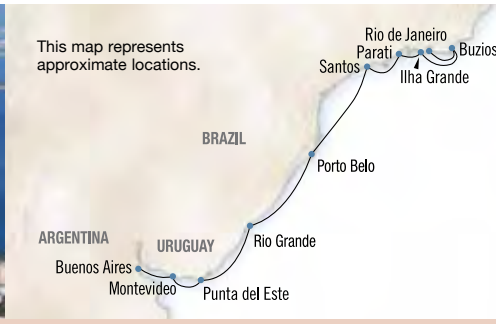 This map represents
approximate locations.
Rio de Janeiro
Parati
Buzios
Santos
Ilha Grande
BRAZIL
Porto Belo
ARGENTINA
URUGUAY
Rio Grande
Buenos Aires
Montevideo
Punta del Este